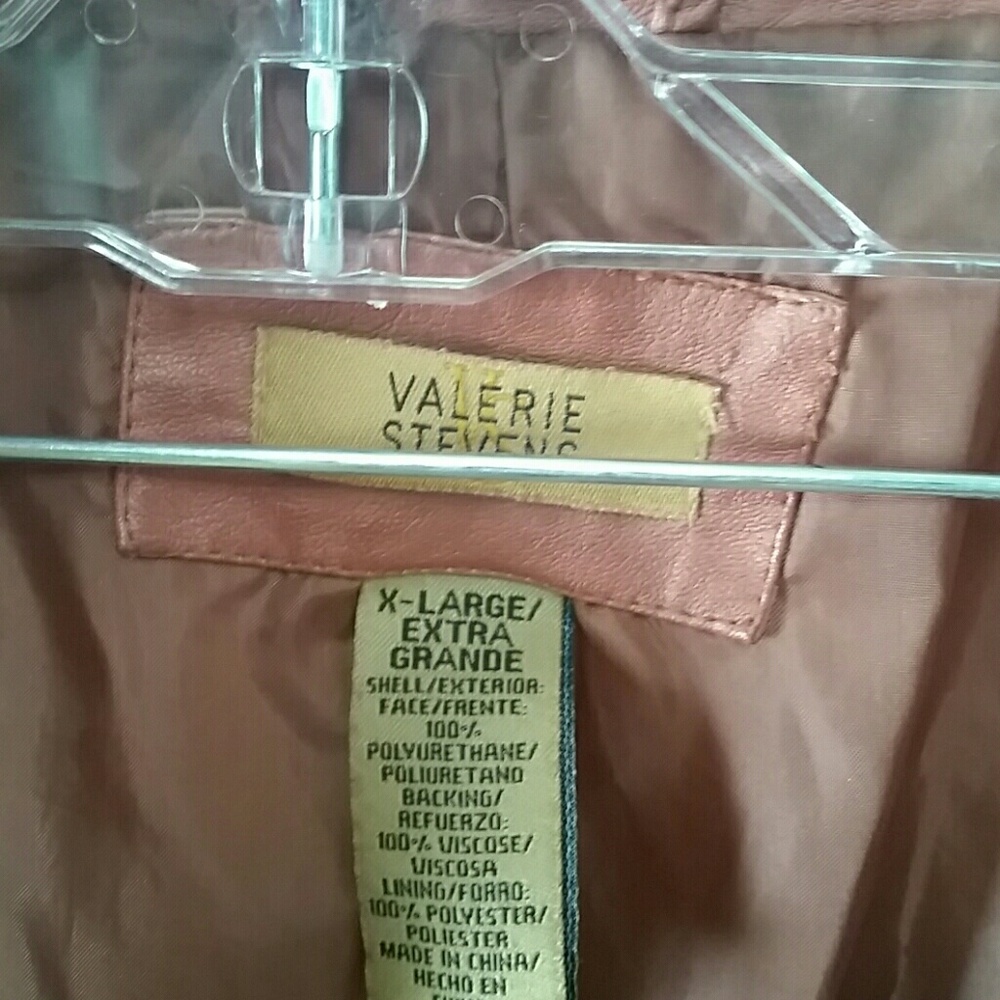 VALERIE
STEVENS
X-LARGE/
EXTRA
GRANDE
SHELL/EXTERIOR:
FACE/FRENTE:
100%
POLYURETHANE/
POLIURETANO
BACKING/
REFUERZO:
100% VISCOSE/
VISCOSA
LINING/FORRO:
100% POLYESTER/
POLIESTER
MADE IN CHINA/
HECHO EN